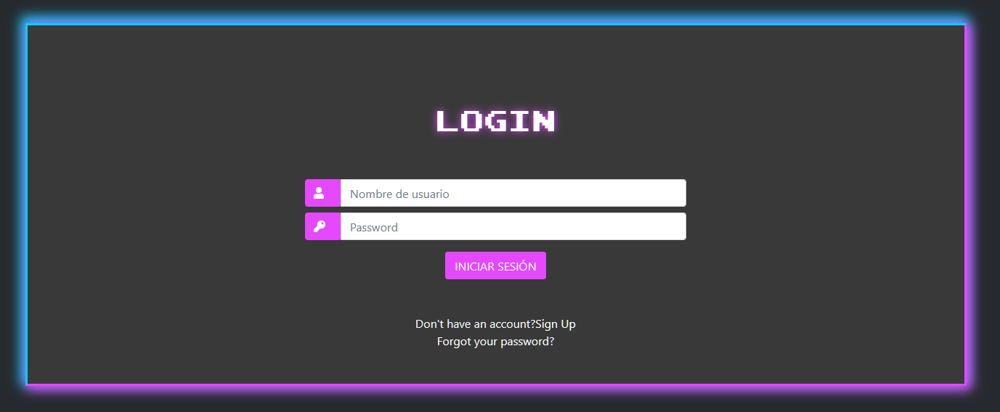 LOGIN
Nombre de usuario
Password
INICIAR SESIÓN
Don't have an account?Sign Up
Forgot your password?